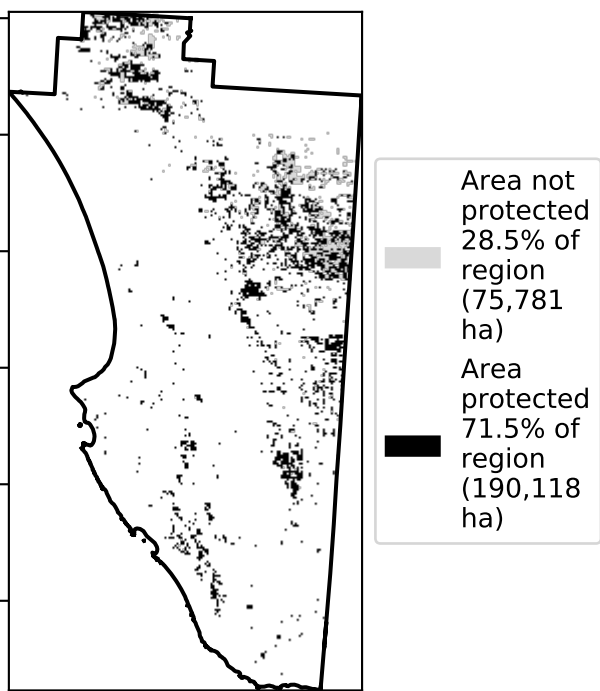 Area not
protected
28.5% of
region
(75,781
ha)
Area
protected
71.5% of
region
(190,118
ha)